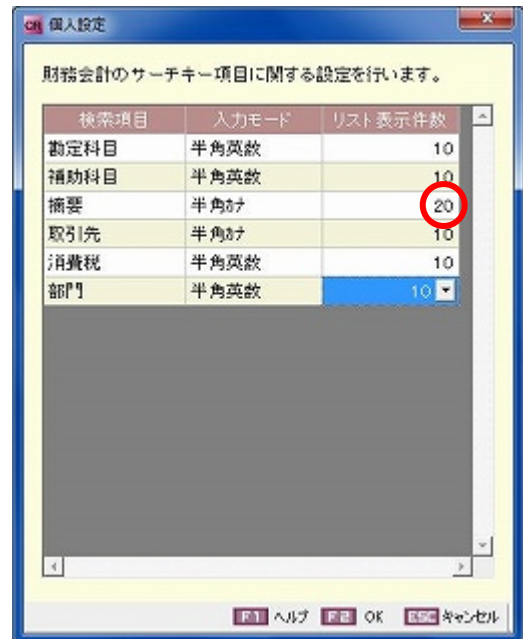 CR 個人設定
財務会計のサーチキー項目に関する設定を行います。
検索項目 入力モード リスト表示件数
勘定科目 半角英数 10
補助科目 半角英数 10
摘要 半角カナ 20
取引先 半角カナ 10
消費税 半角英数 10
部門 半角英数 10
F1 ヘルプ F12 OK ESC キャンセル